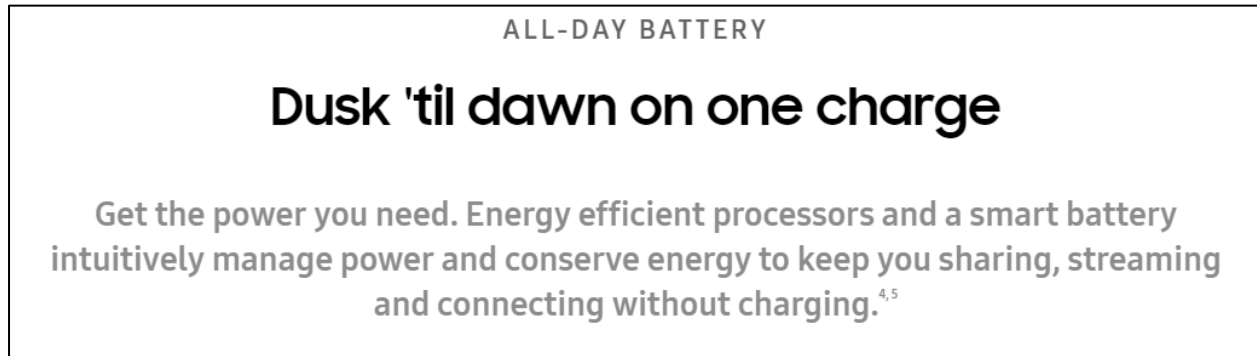 ALL-DAY BATTERY
Dusk 'til dawn on one charge
Get the power you need. Energy efficient processors and a smart battery
intuitively manage power and conserve energy to keep you sharing, streaming
and connecting without charging.4,5